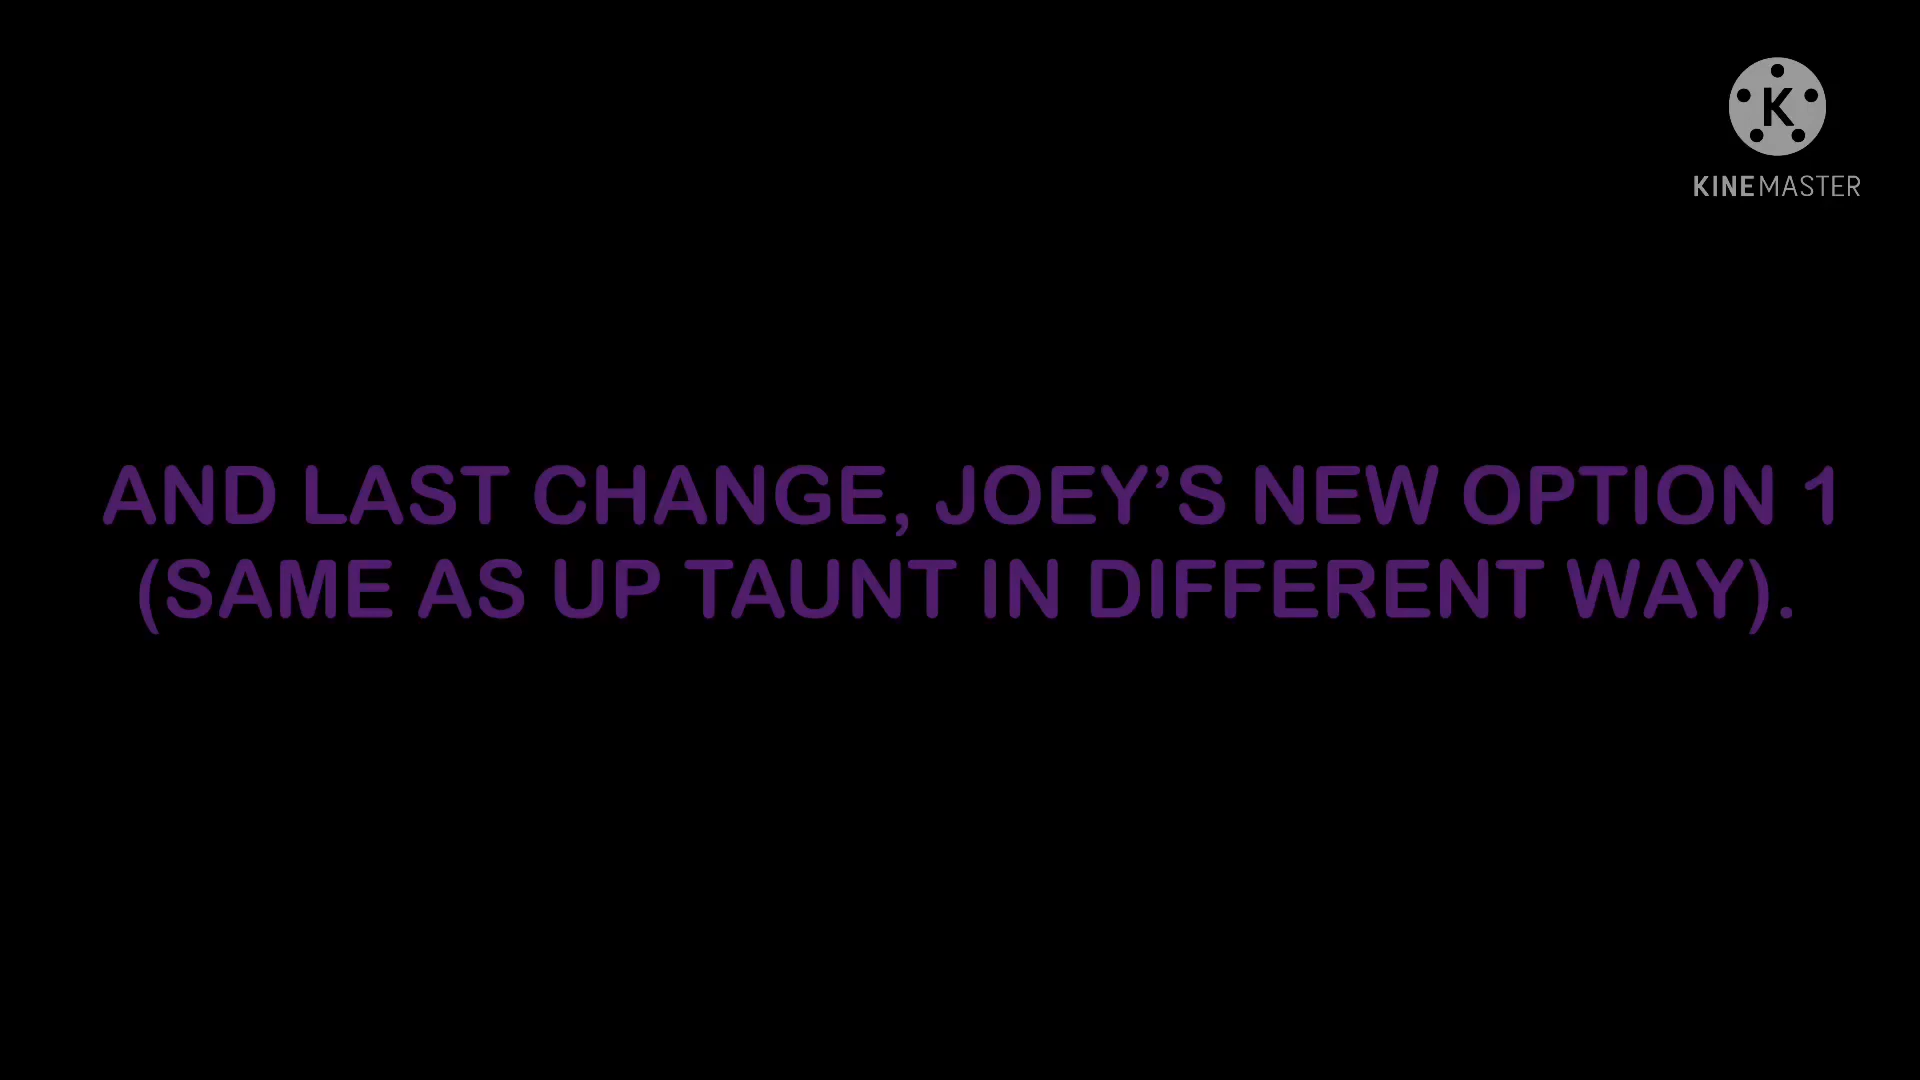 K
KINEMASTER
AND LAST CHANGE, JOEY’S NEW OPTION 1
(SAME AS UP TAUNT IN DIFFERENT WAY).